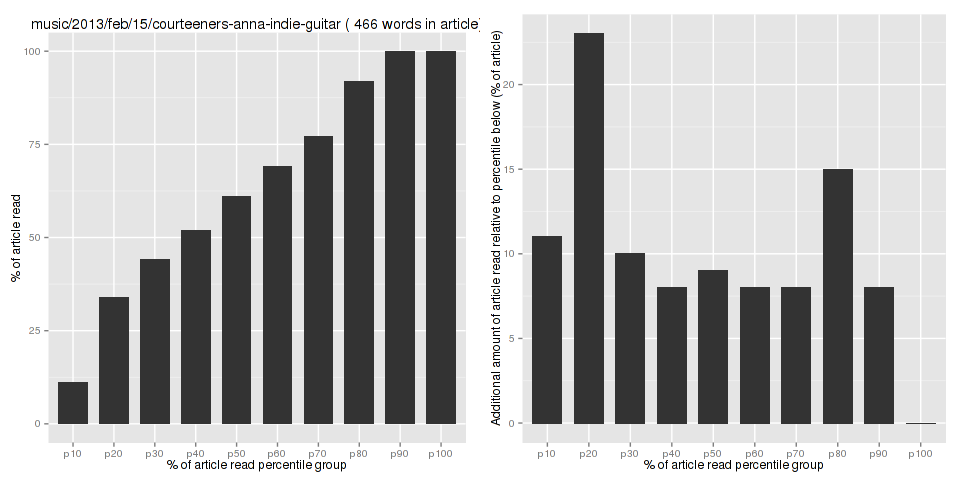 music/2013/feb/15/courteeners-anna-indie-guitar ( 466 words in article)
% of article read
100
75
50
25
0
p10 p20 p30 p40 p50 p60 p70 p80 p90 p100
% of article read percentile group
Additional amount of article read relative to percentile below (% of article)
20
15
10
5
0
p10 p20 p30 p40 p50 p60 p70 p80 p90 p100
% of article read percentile group